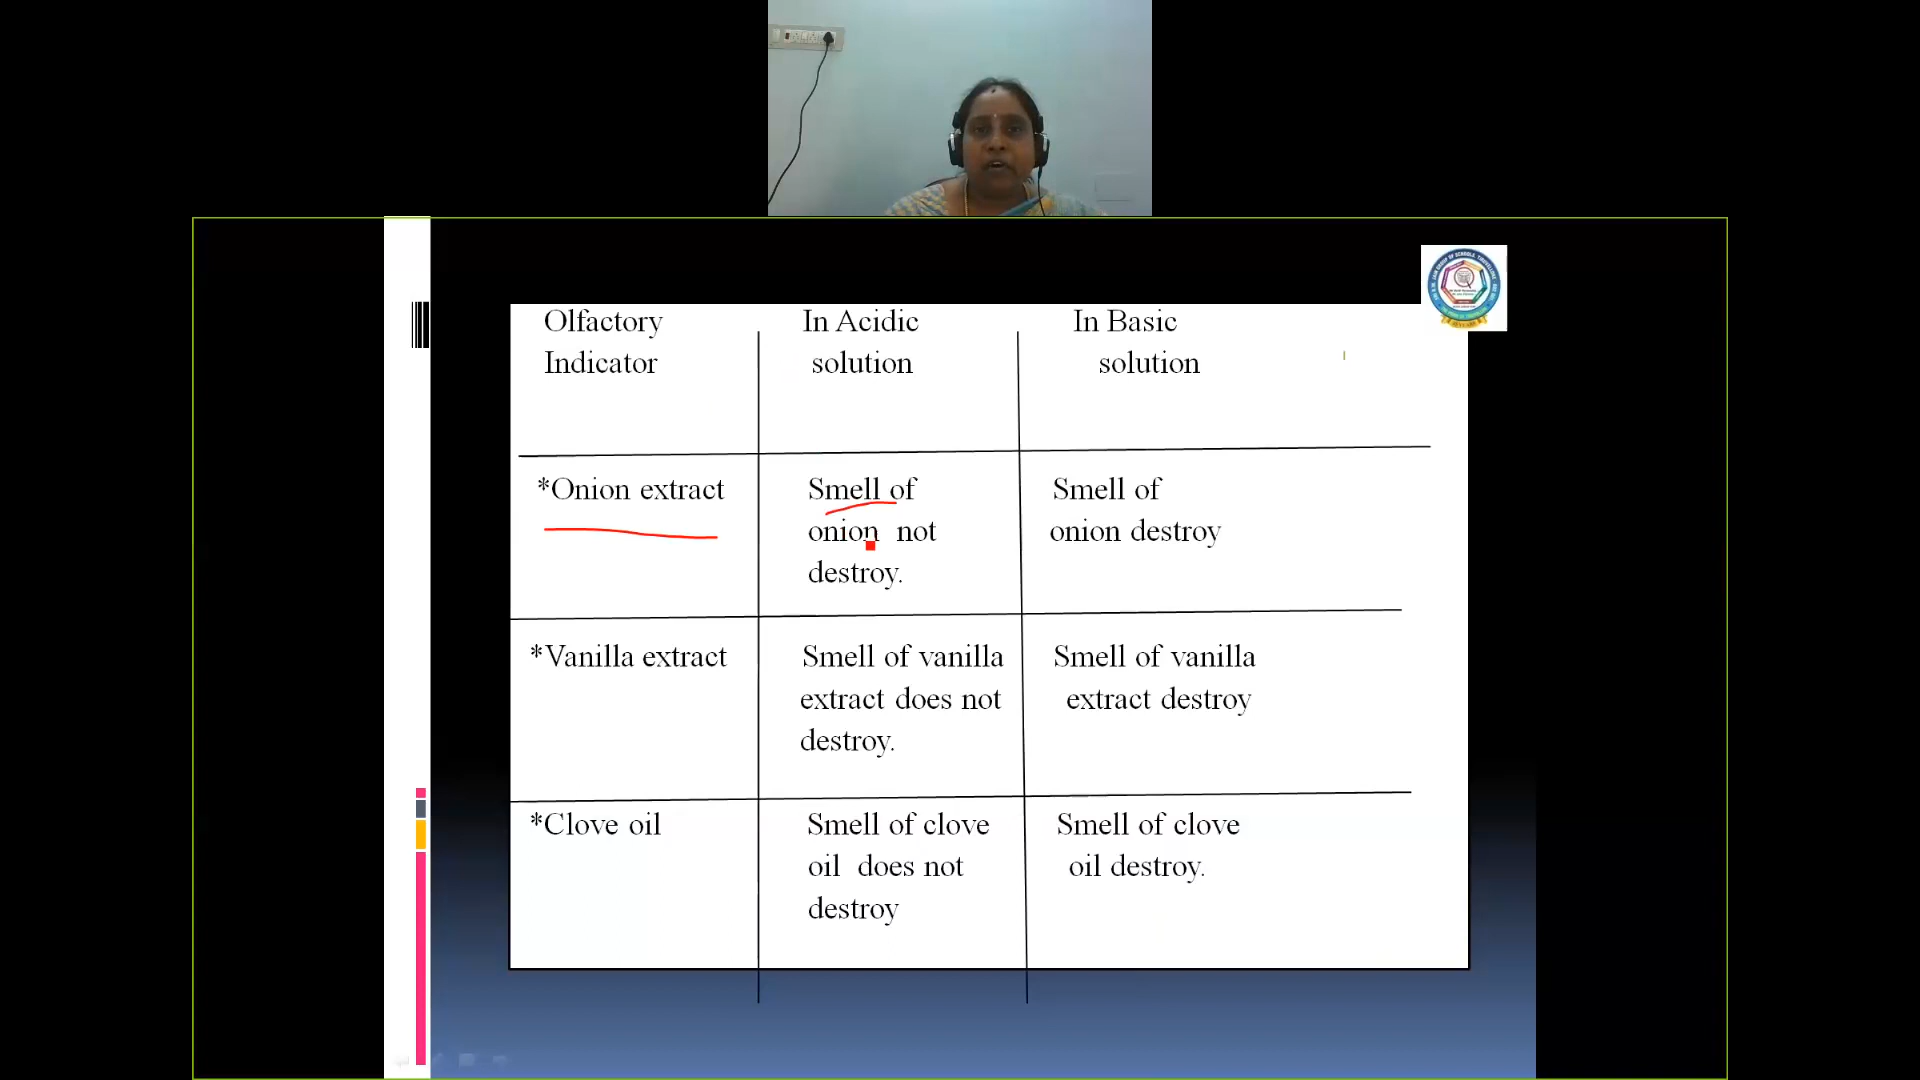 Olfactory
Indicator
In Acidic
solution
In Basic
solution
*Onion extract
Smell of
onion not
destroy.
Smell of
onion destroy
*Vanilla extract
Smell of vanilla
extract does not
destroy.
Smell of vanilla
extract destroy
*Clove oil
Smell of clove
oil does not
destroy
Smell of clove
oil destroy.